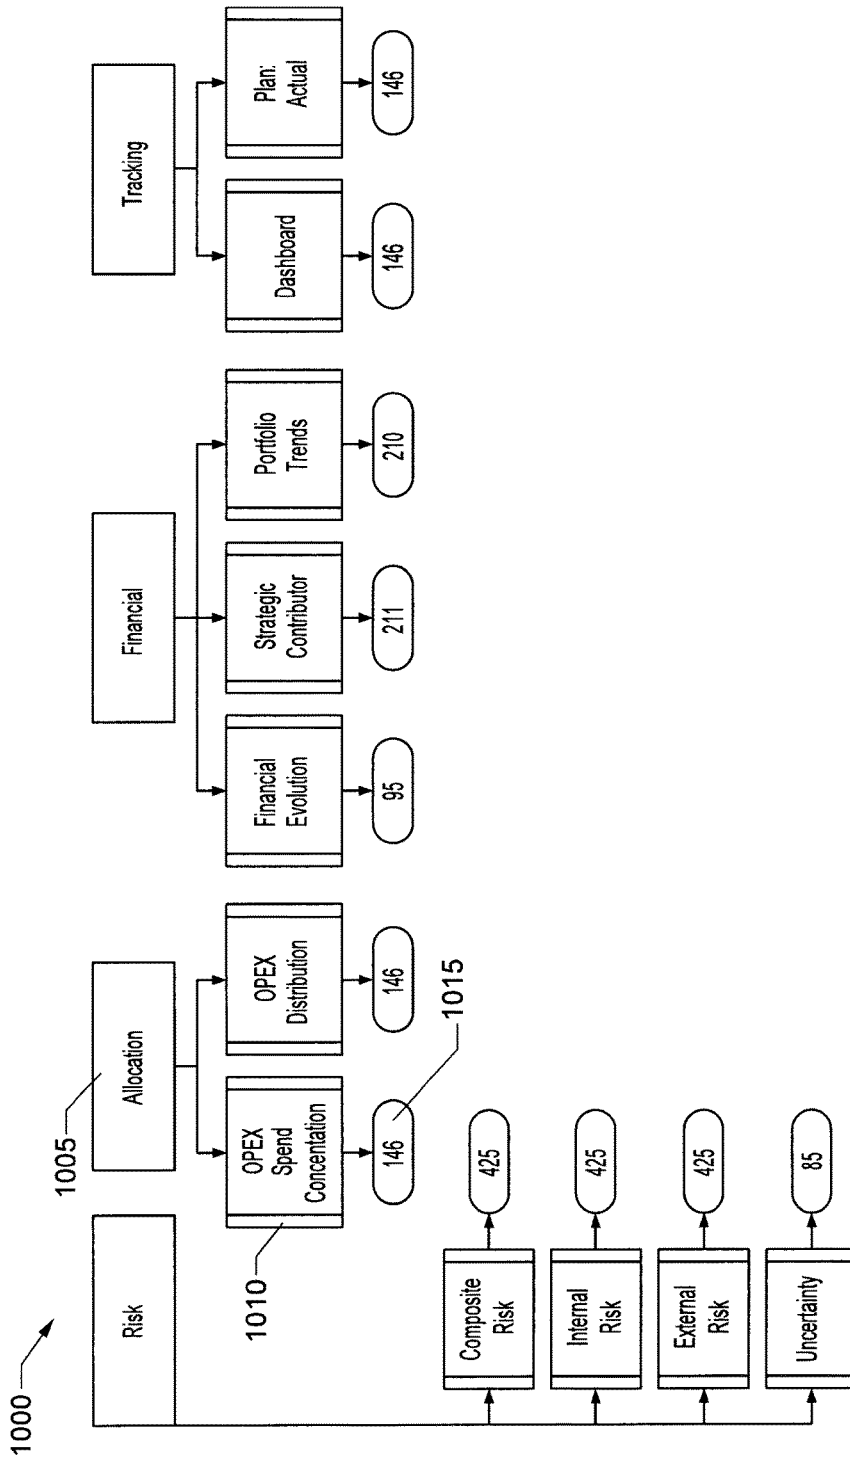 1000
Risk
1005
Allocation
Financial
Tracking
1010
OPEX
Spend
Concentation
OPEX
Distribution
Financial
Evolution
Strategic
Contributor
Portfolio
Trends
Dashboard
Plan:
Actual
146
1015
146
95
211
210
146
146
Composite
Risk
425
Internal
Risk
425
External
Risk
425
Uncertainty
85